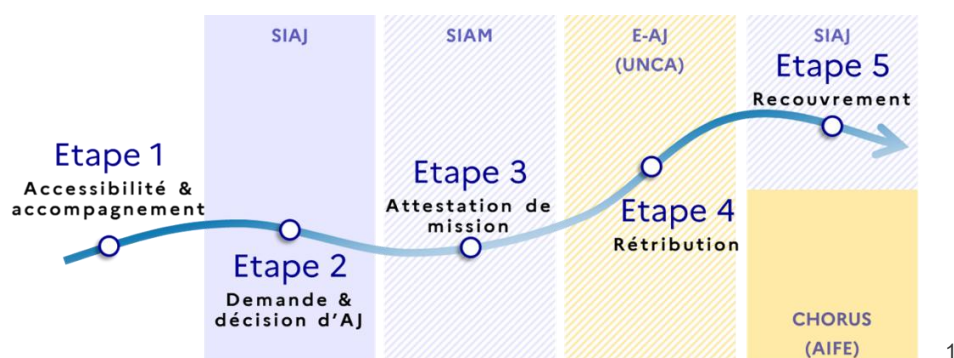 SIAJ
SIAM
E-AJ
(UNCA)
SIAJ
Etape 5
Recouvrement
Etape 1
Accessibilité &
accompagnement
Etape 3
Attestation de
mission
Etape 4
Rétribution
Etape 2
Demande &
décision d'AJ
CHORUS
(AIFE)
1